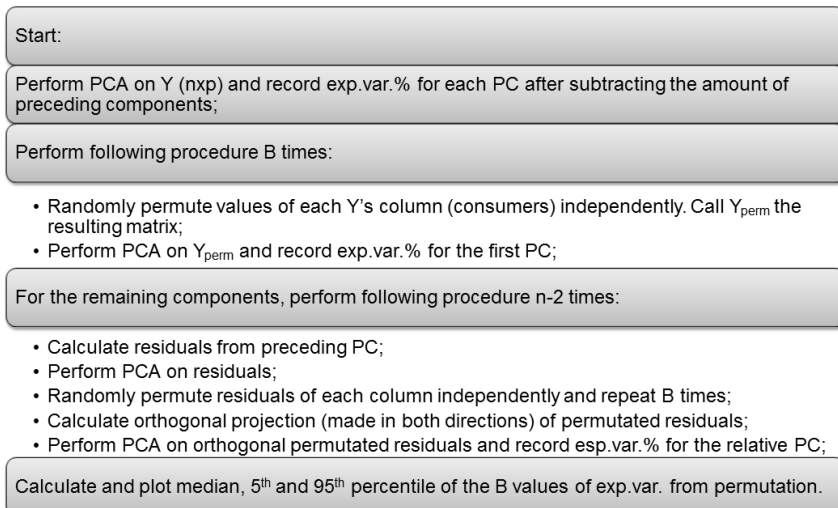 Start:
Perform PCA on Y (nxp) and record exp.var.% for each PC after subtracting the amount of
preceding components;
Perform following procedure B times:
• Randomly permute values of each Y's column (consumers) independently. Call Yperm the
resulting matrix;
• Perform PCA on Yperm and record exp.var.% for the first PC;
For the remaining components, perform following procedure n-2 times:
• Calculate residuals from preceding PC;
• Perform PCA on residuals;
• Randomly permute residuals of each column independently and repeat B times;
• Calculate orthogonal projection (made in both directions) of permutated residuals;
• Perform PCA on orthogonal permutated residuals and record esp.var.% for the relative PC;
Calculate and plot median, 5th and 95th percentile of the B values of exp.var. from permutation.